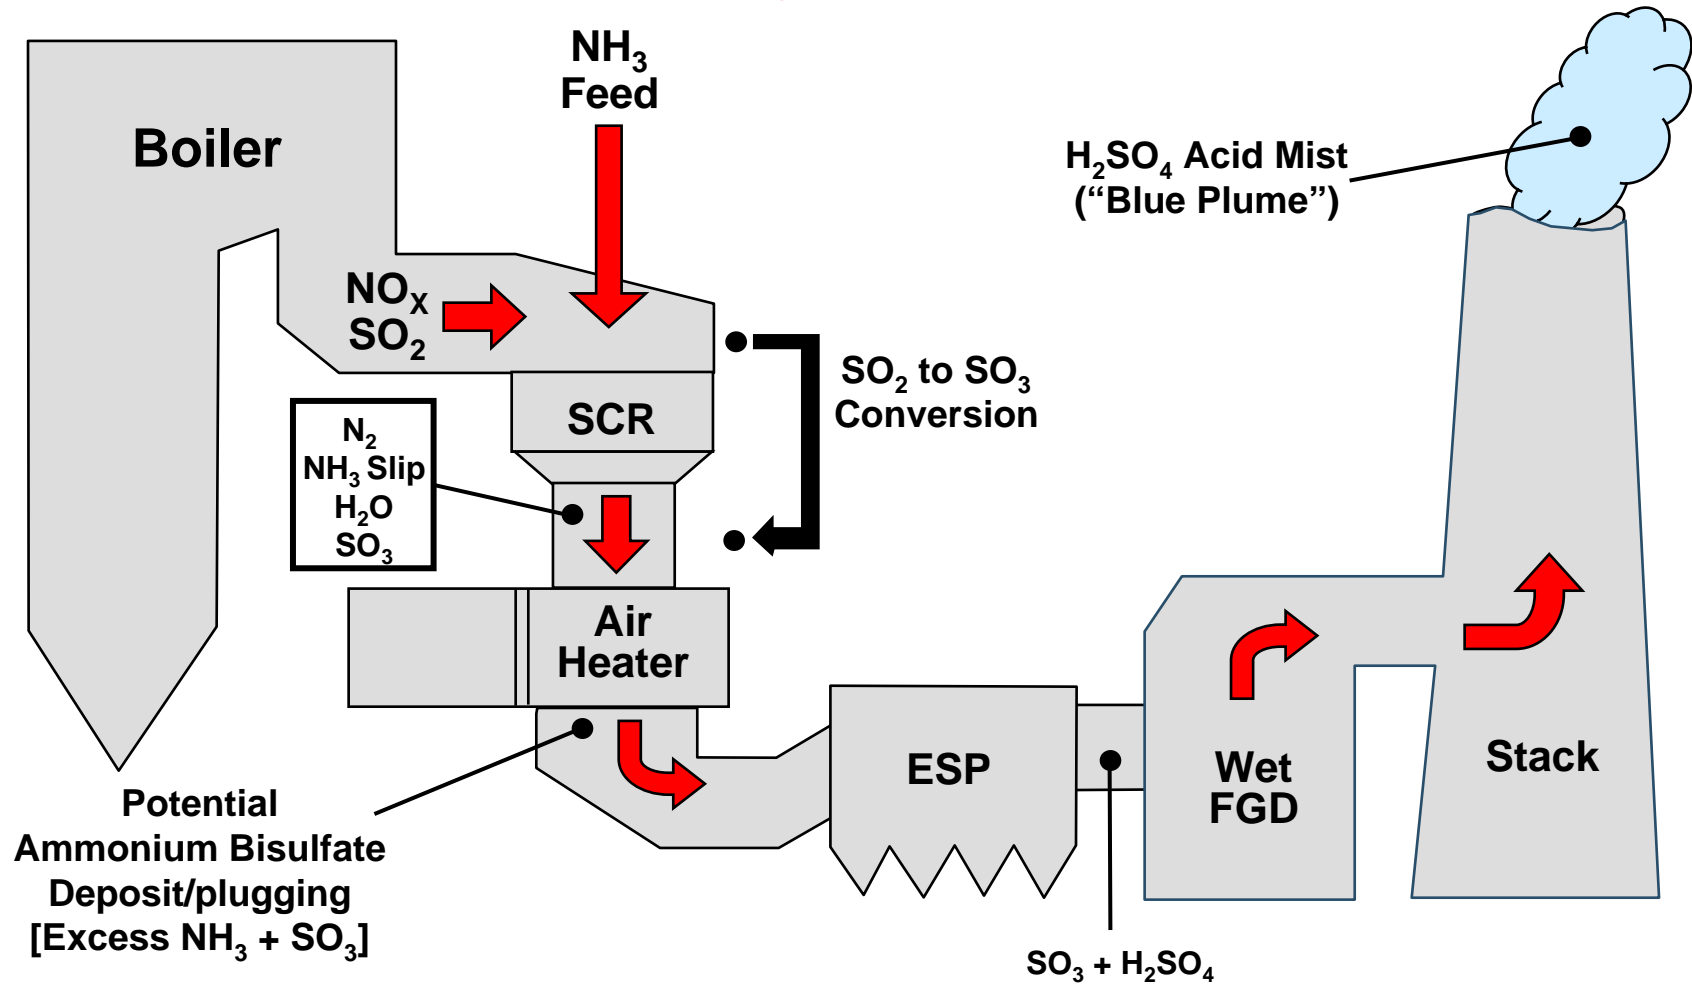 NH₃
Feed
Boiler
H₂SO₄ Acid Mist
(“Blue Plume”)
NOₓ
SO₂
SO₂ to SO₃
Conversion
SCR
N₂
NH₃ Slip
H₂O
SO₃
Air
Heater
ESP
Wet
FGD
Stack
Potential
Ammonium Bisulfate
Deposit/plugging
[Excess NH₃ + SO₃]
SO₃ + H₂SO₄